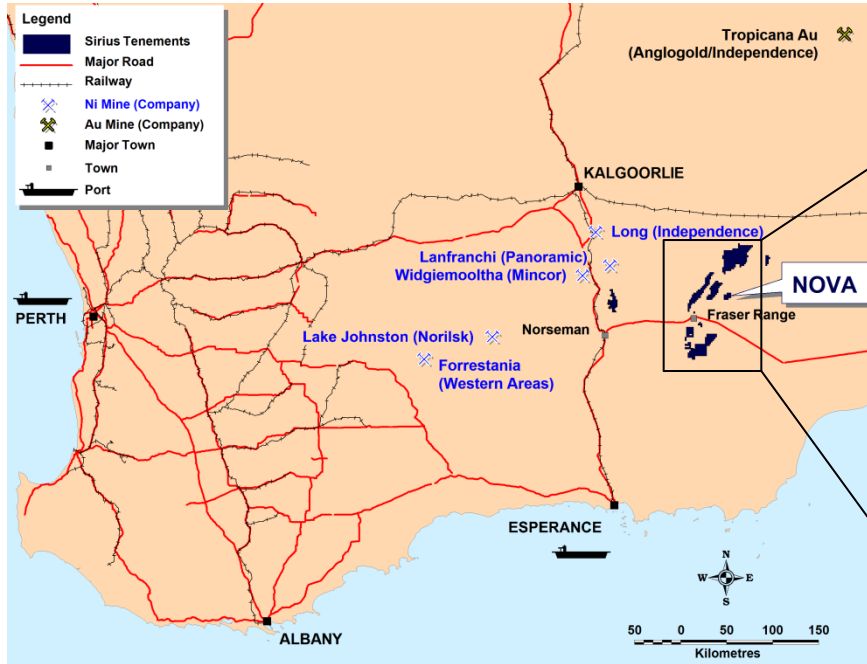 Legend
Sirius Tenements
Major Road
Railway
Ni Mine (Company)
Au Mine (Company)
Major Town
Town
Port
Tropicana Au
(Anglogold/Independence)
KALGOORLIE
Long (Independence)
Lanfranchi (Panoramic)
Widgiemooltha (Mincor)
NOVA
PERTH
Fraser Range
Norseman
Lake Johnston (Norilsk)
Forrestania
(Western Areas)
ESPERANCE
N
W E
S
ALBANY
50 0 50 100 150
Kilometres